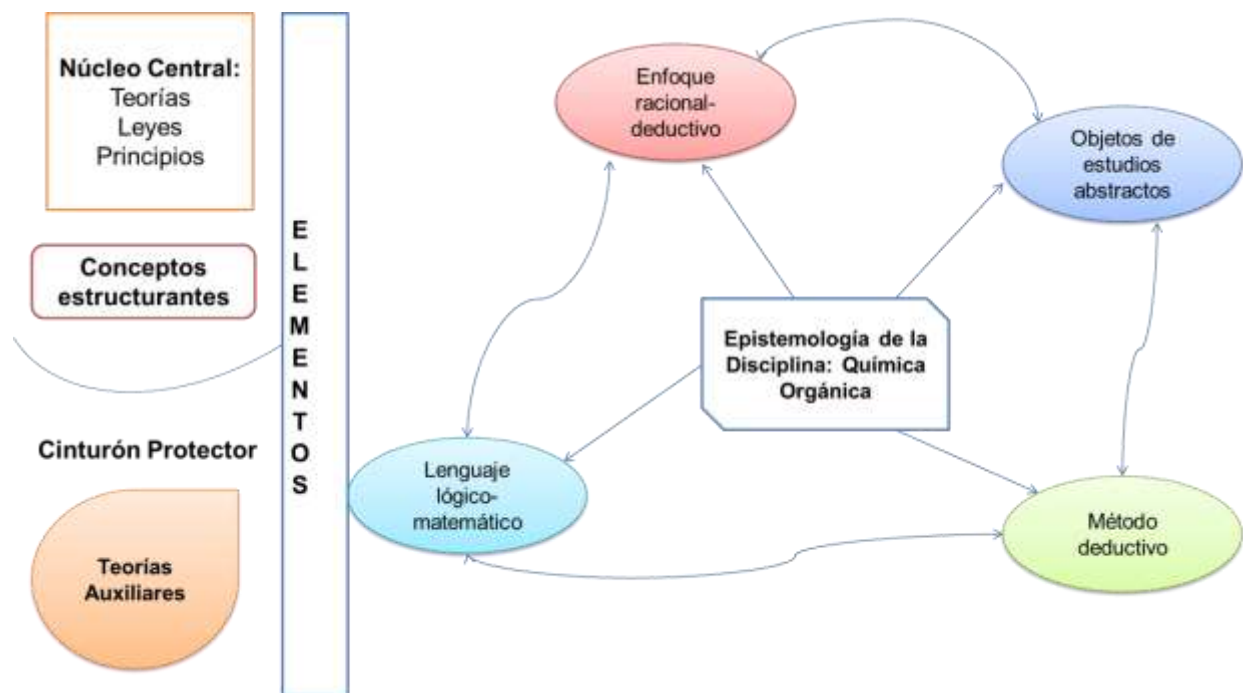 Núcleo Central:
Teorías
Leyes
Principios
Conceptos
estructurantes
Cinturón Protector
Teorías
Auxiliares
E
L
E
M
E
N
T
O
S
Enfoque
racional-
deductivo
Objetos de
estudios
abstractos
Epistemología de la
Disciplina: Química
Orgánica
Lenguaje
lógico-
matemático
Método
deductivo